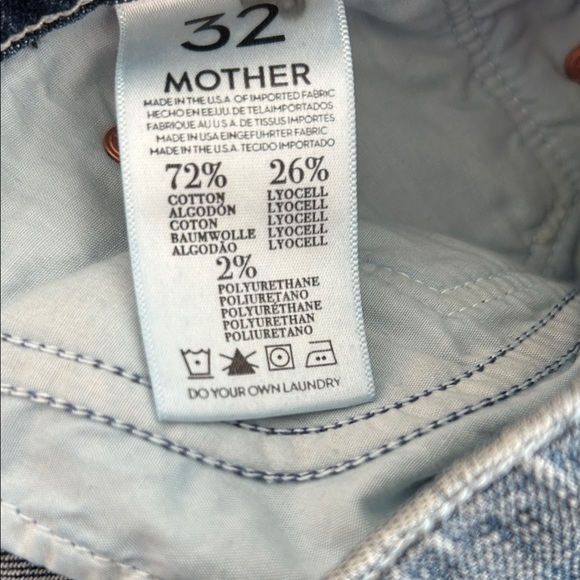 32
MOTHER
MADE IN THE U.S.A. OF IMPORTED FABRIC
HECHO EN EE.UU. DE TELA IMPORTADOS
FABRIQUE AU U.S.A. DE TISSUS IMPORTÉS
MADE IN USA EINGEFÜHRTER FABRIC
MADE IN THE U.S.A. TECIDO IMPORTADO
72% 26%
COTTON LYOCELL
ALGODÓN LYOCELL
COTON LYOCELL
BAUMWOLLE LYOCELL
ALGODÃO LYOCELL
2%
POLYURETHANE
POLIURETANO
POLYURÉTHANE
POLYURETHAN
POLIURETANO
DO YOUR OWN LAUNDRY